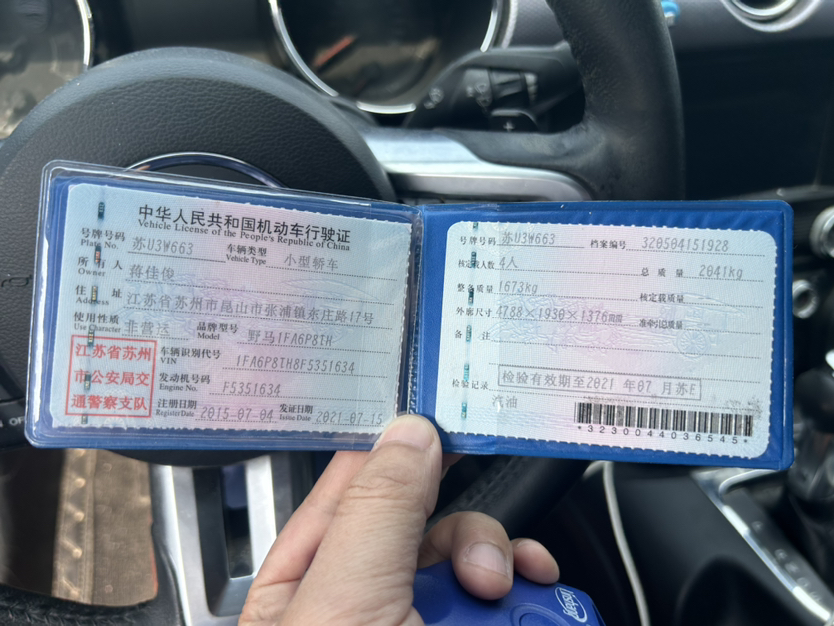 中华人民共和国机动车行驶证
Vehicle License of the People's Republic of China
号牌号码 苏U3W663 车辆类型 小型轿车
Plate No. Vehicle Type
所有人 蒋佳俊
Owner
住址 江苏省苏州市昆山市张浦镇永庄路17号
Address
使用性质 非营运 品牌型号 野马1FA6P8TH
Use Character Model
江苏省苏州
市公安局交
通警察支队
车辆识别代号 1FA6P8TH8F5351634
VIN
发动机号码 F5351634
Engine No.
注册日期 2015-07-04 发证日期 2021-07-15
Register Date Issue Date
号牌号码 苏U3W663 档案编号 320504151928
核定载人数 4人 总质量 2041kg
整备质量 1673kg 核定载质量
外廓尺寸 4788×1930×1376 准牵引总质量
备注
检验记录 检验有效期至2021 年07 月苏E
汽油
*3230044036545*